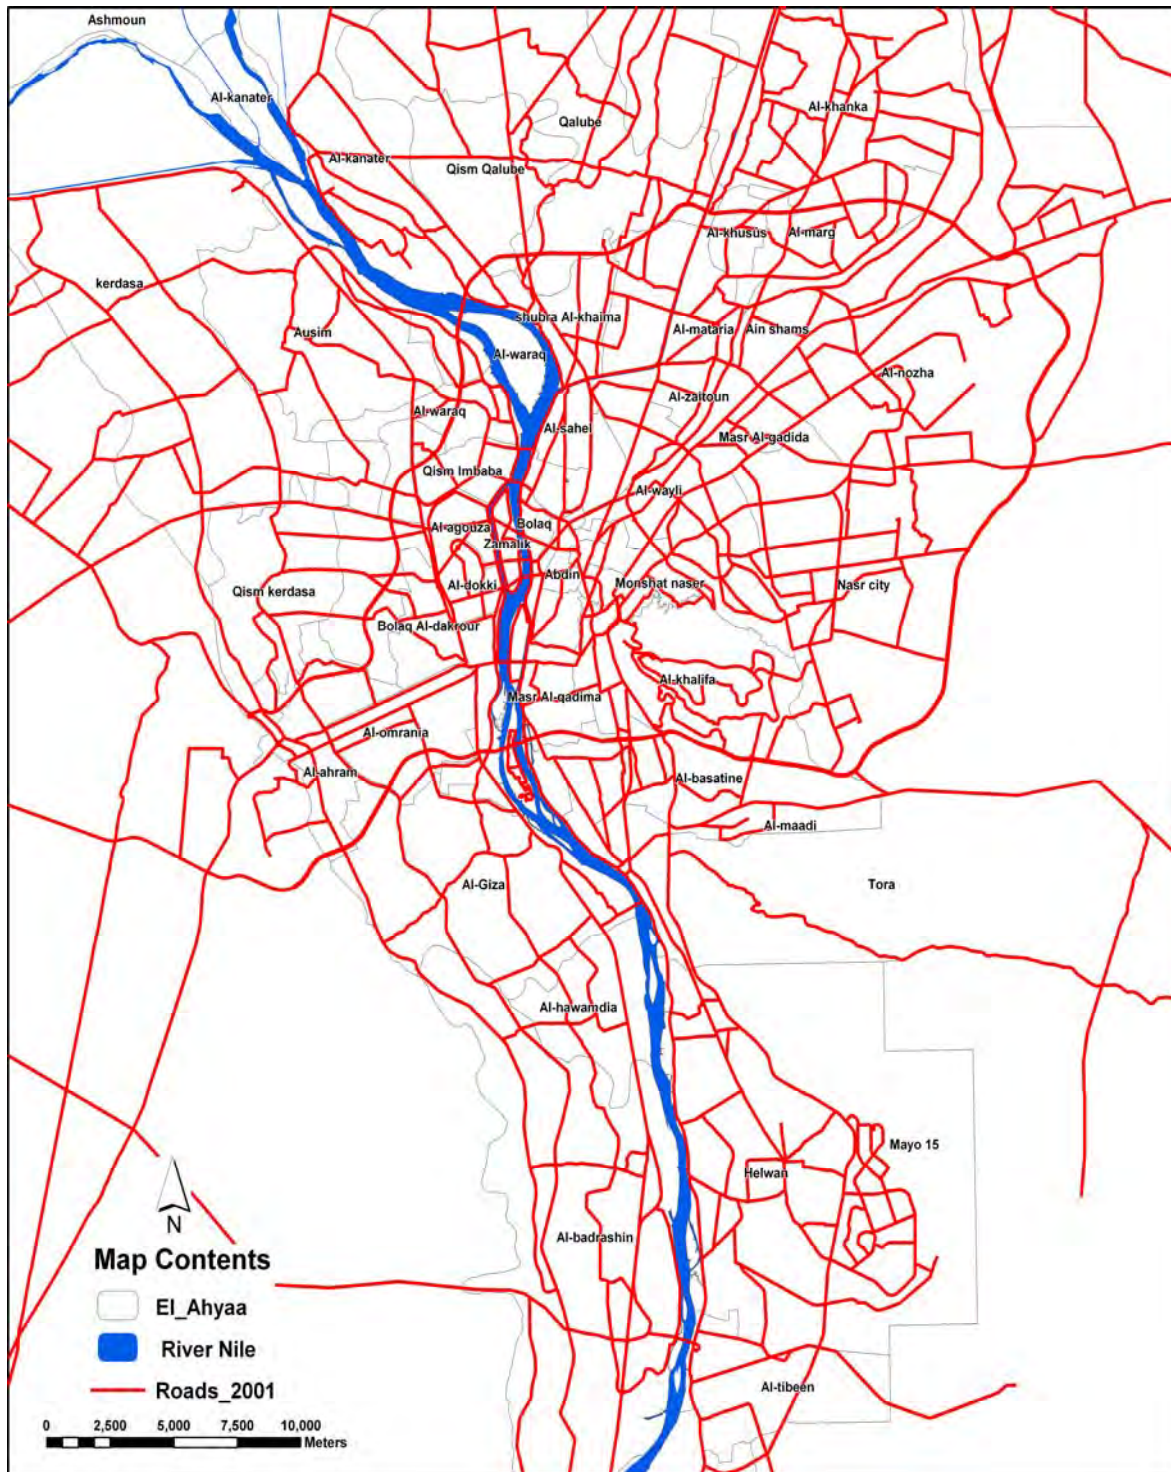 Ashmoun
Al-kanater
Al-khanka
Qalube
Al-kanater
Qism Qalube
Al-khusus
Al-marg
kerdasa
shubra Al-khaima
Ausim
Al-mataria
Ain shams
Al-waraq
Al-nozha
Al-zaitoun
Al-waraq
Al-sahel
Masr Al-gadida
Qism Imbaba
Al-wayli
Al-agouza
Bolaq
Zamalik
Abdin
Al-dokki
Monshat naser
Nasr city
Qism kerdasa
Bolaq Al-dakrour
Al-khalifa
Masr Al-qadima
Al-omrania
Al-ahram
Al-basatine
Al-maadi
Al-Giza
Tora
Al-hawamdia
Mayo 15
Helwan
Al-badrashin
Al-tibeen
N
Map Contents
El_Ahyaa
River Nile
Roads_2001
0 2,500 5,000 7,500 10,000
Meters